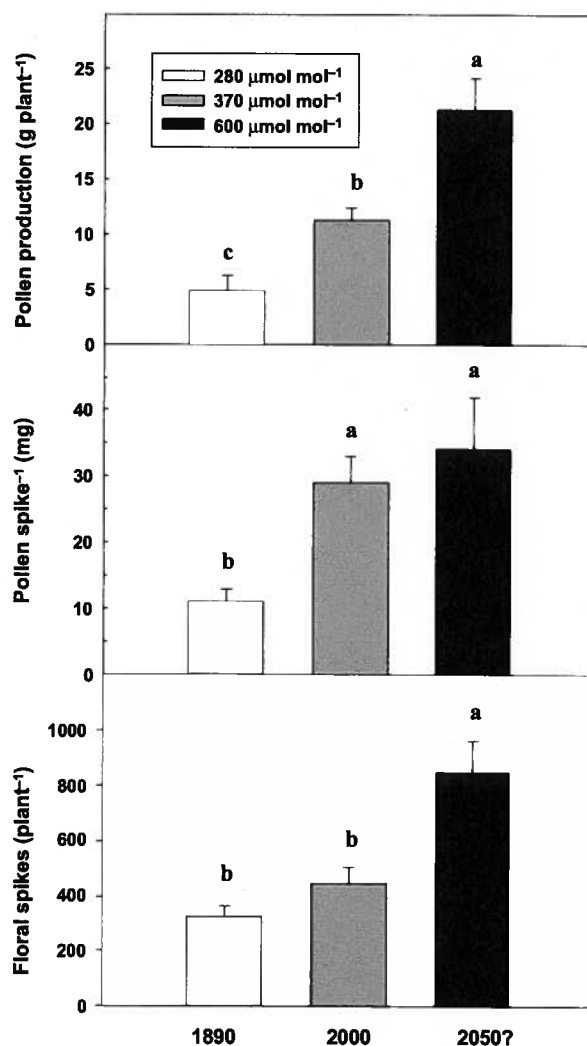 Pollen production (g plant⁻¹)
25
20
15
10
5
0
280 µmol mol⁻¹
370 µmol mol⁻¹
600 µmol mol⁻¹
c
b
a
Pollen spike⁻¹ (mg)
40
30
20
10
0
b
a
a
Floral spikes (plant⁻¹)
1000
800
600
400
200
0
b
b
a
1890
2000
2050?